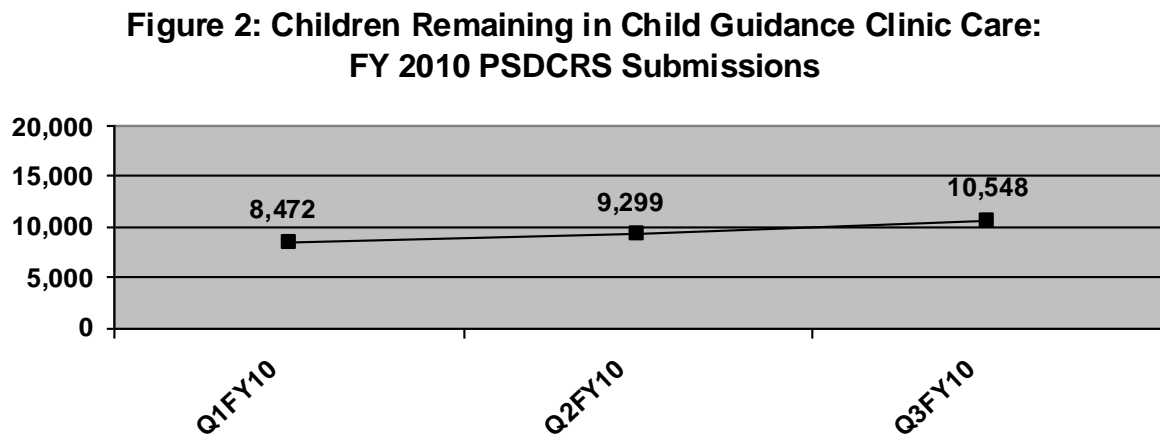 Figure 2: Children Remaining in Child Guidance Clinic Care:
FY 2010 PSDCRS Submissions
20,000
15,000
10,000
5,000
0
8,472
9,299
10,548
Q1FY10
Q2FY10
Q3FY10